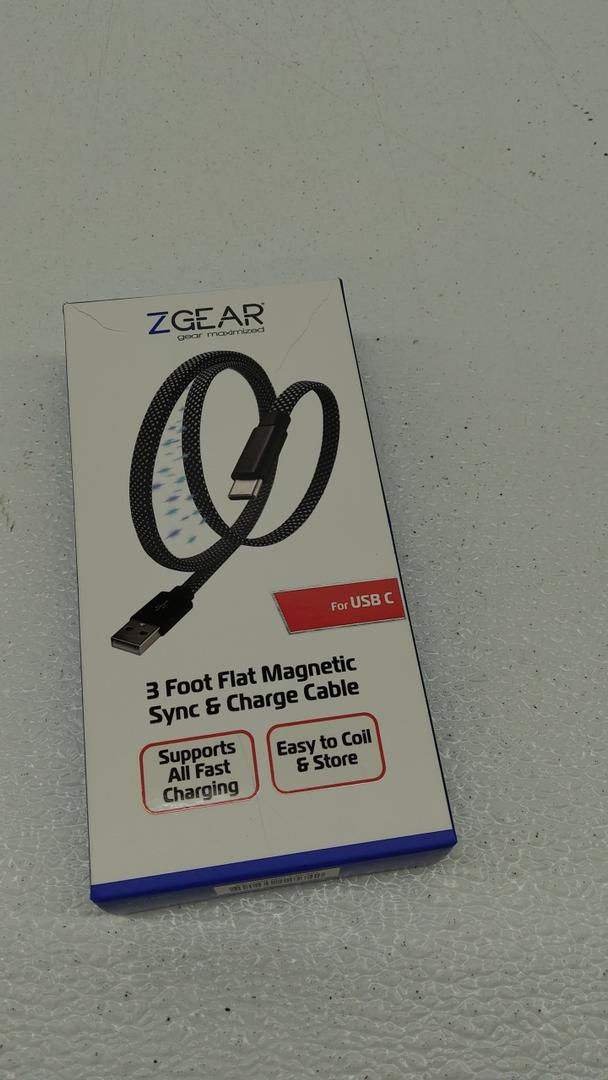 ZGEAR
gear maximized
For USB C
3 Foot Flat Magnetic
Sync & Charge Cable
Supports
All Fast
Charging
Easy to Coil
& Store